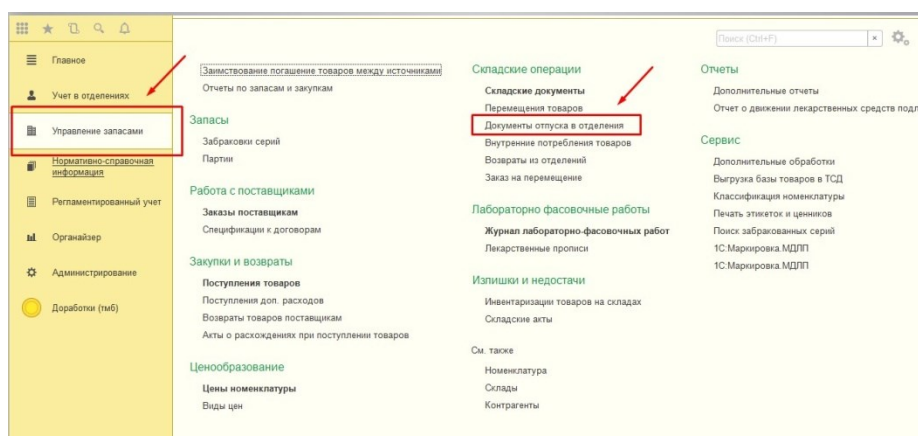 Поиск (Ctrl+F)
Главное
Учет в отделениях
Управление запасами
Нормативно-справочная
информация
Регламентированный учет
Органайзер
Администрирование
Доработки (тмб)
Заимствование погашение товаров между источниками
Отчеты по запасам и закупкам
Запасы
Забраковки серий
Партии
Работа с поставщиками
Заказы поставщикам
Спецификации к договорам
Закупки и возвраты
Поступления товаров
Поступления доп. расходов
Возвраты товаров поставщикам
Акты о расхождениях при поступлении товаров
Ценообразование
Цены номенклатуры
Виды цен
Складские операции
Складские документы
Перемещения товаров
Документы отпуска в отделения
Внутренние потребления товаров
Возвраты из отделений
Заказ на перемещение
Лабораторно фасовочные работы
Журнал лабораторно-фасовочных работ
Лекарственные прописи
Излишки и недостачи
Инвентаризации товаров на складах
Складские акты
См. также
Номенклатура
Склады
Контрагенты
Отчеты
Дополнительные отчеты
Отчет о движении лекарственных средств подл
Сервис
Дополнительные обработки
Выгрузка базы товаров в ТСД
Классификация номенклатуры
Печать этикеток и ценников
Поиск забракованных серий
1С:Маркировка.МДЛП
1С:Маркировка.МДЛП